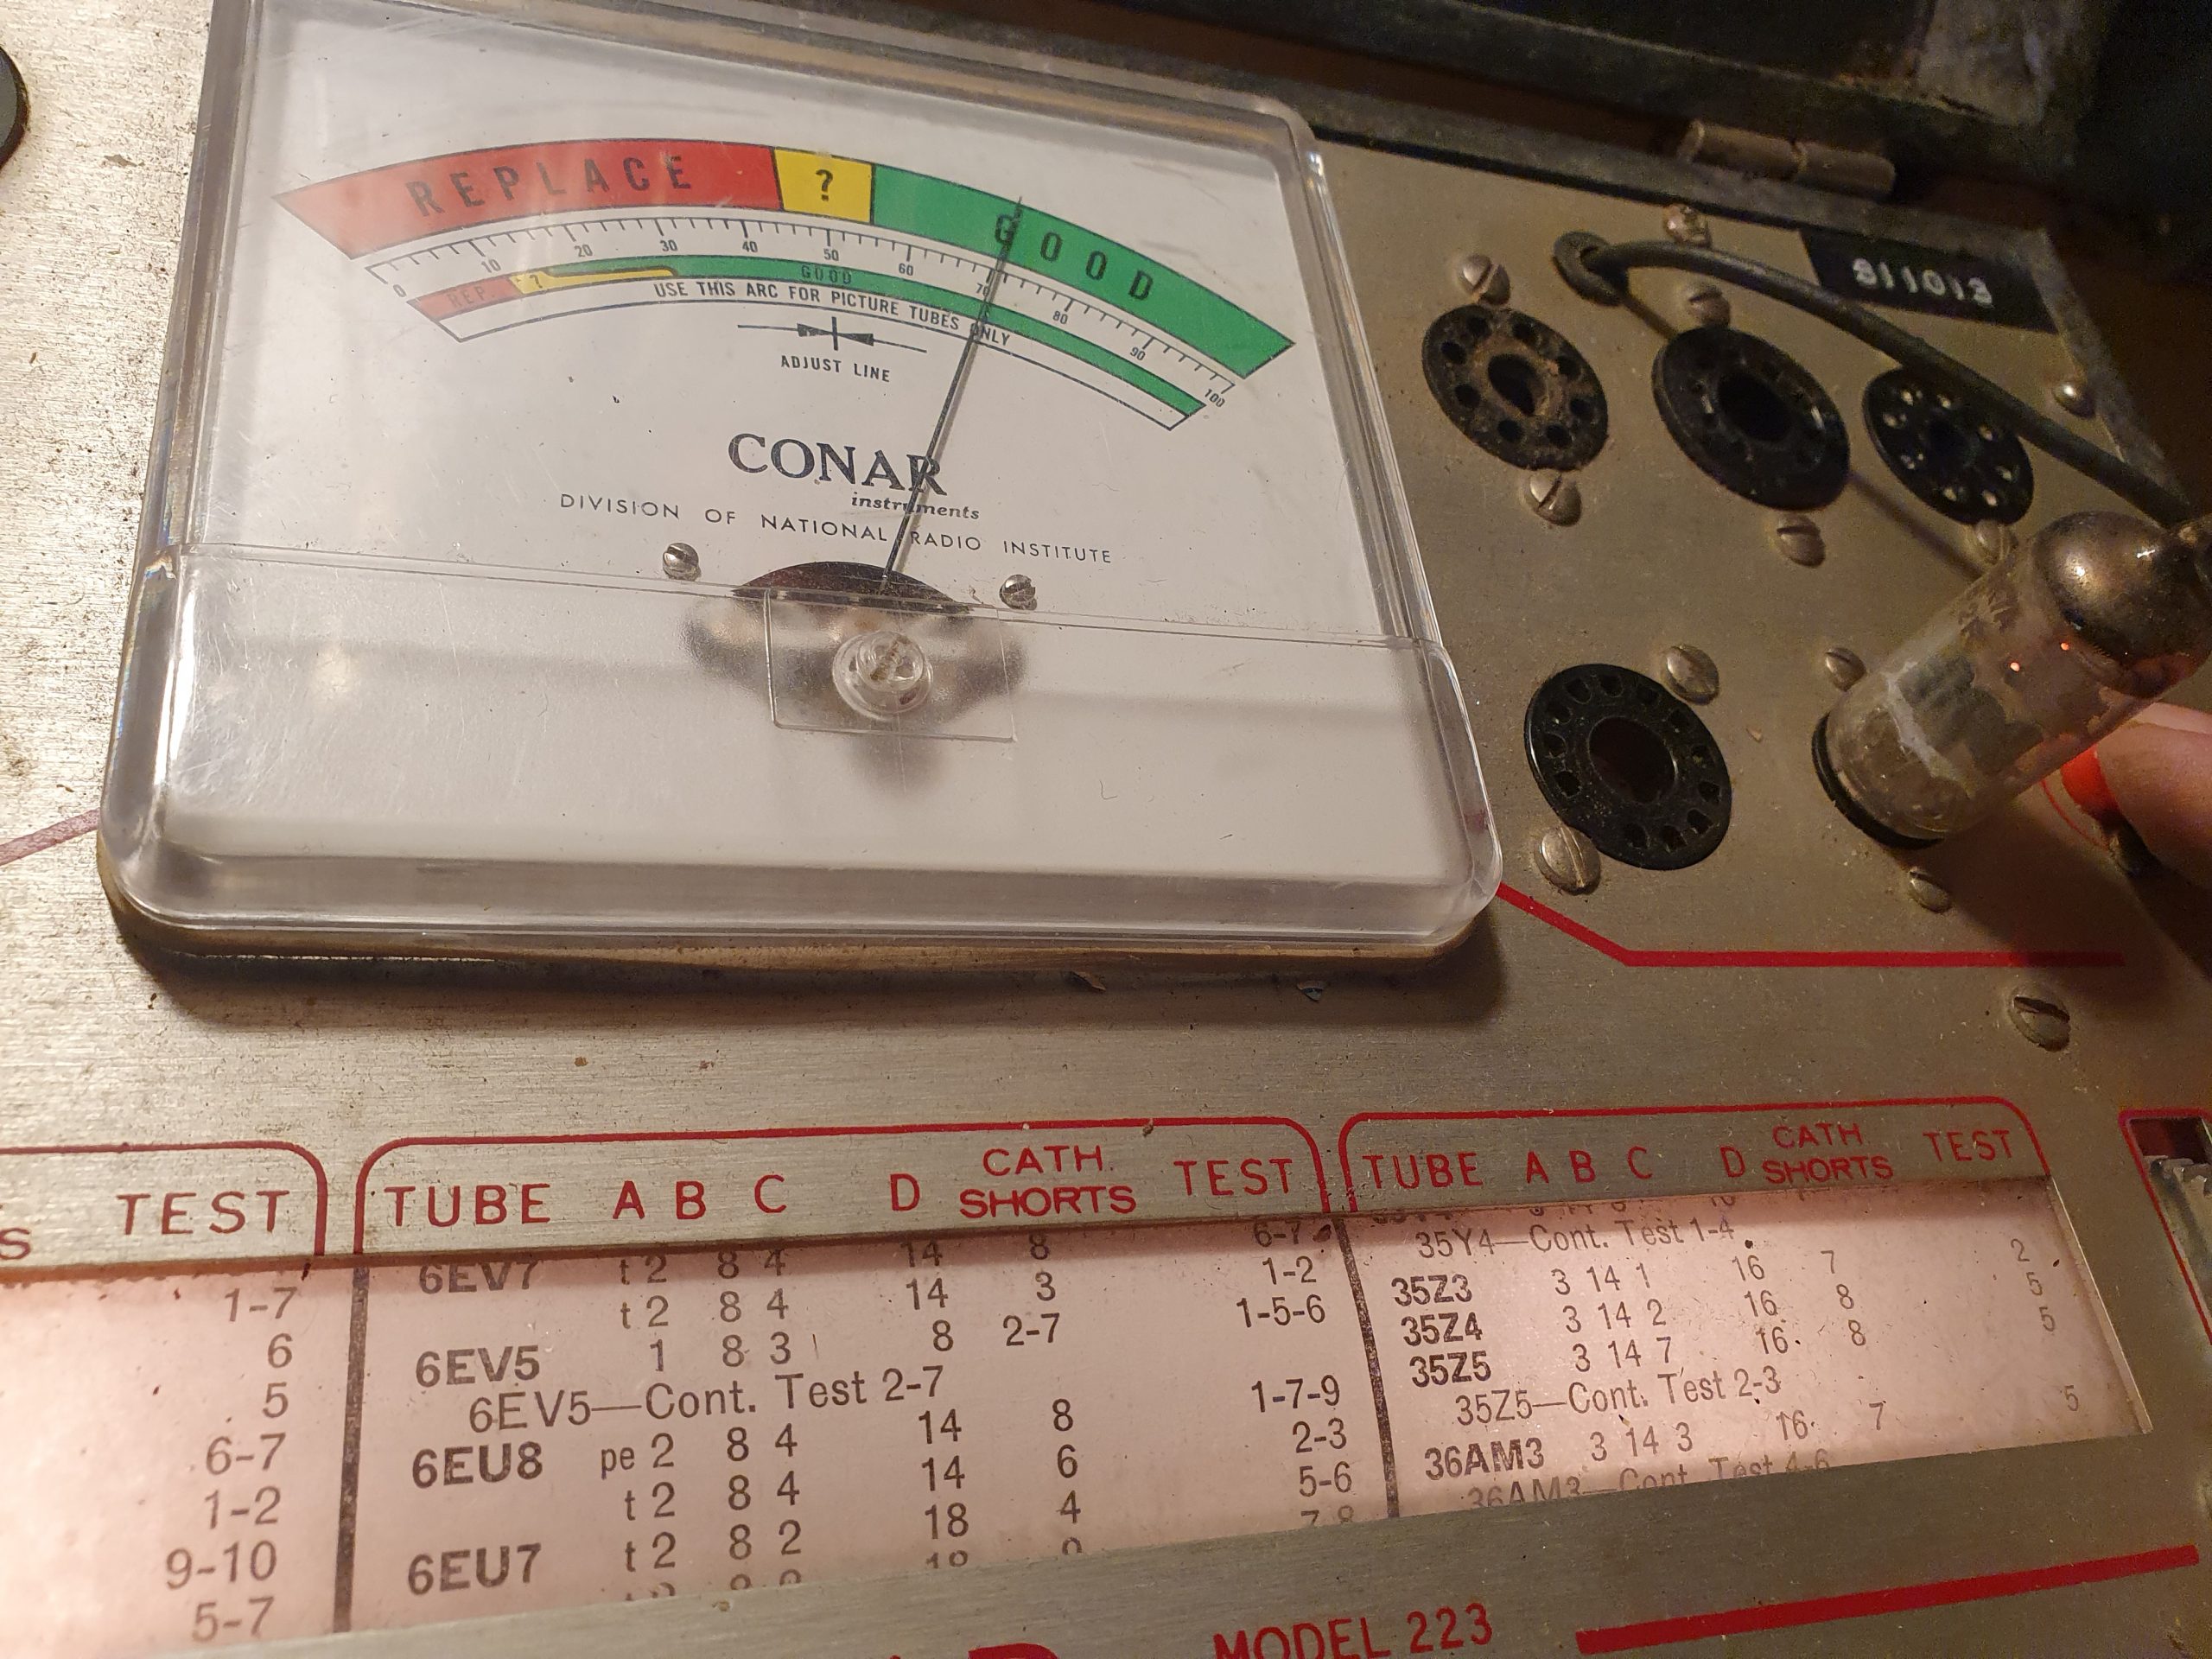 REPLACE ? GOOD
0 10 20 30 40 50 60 70 80 90 100
REP. ? GOOD
USE THIS ARC FOR PICTURE TUBES ONLY
ADJUST LINE
CONAR
instruments
DIVISION OF NATIONAL RADIO INSTITUTE
S11013
S TEST
1-7
6
5
6-7
1-2
9-10
5-7
TUBE A B C D CATH. SHORTS TEST
6EV7 t 2 8 4 14 8 6-7
t 2 8 4 14 3 1-2
6EV5 1 8 3 8 2-7 1-5-6
6EV5—Cont. Test 2-7
6EU8 pe 2 8 4 14 8 1-7-9
t 2 8 4 14 6 2-3
6EU7 t 2 8 2 18 4 5-6
TUBE A B C D CATH SHORTS TEST
35Y4—Cont. Test 1-4
35Z3 3 14 1 16 7 2
35Z4 3 14 2 16 8 5
35Z5 3 14 7 16 8 5
35Z5—Cont. Test 2-3
36AM3 3 14 3 16 7 5
36AM3—Cont. Test 4-6
MODEL 223